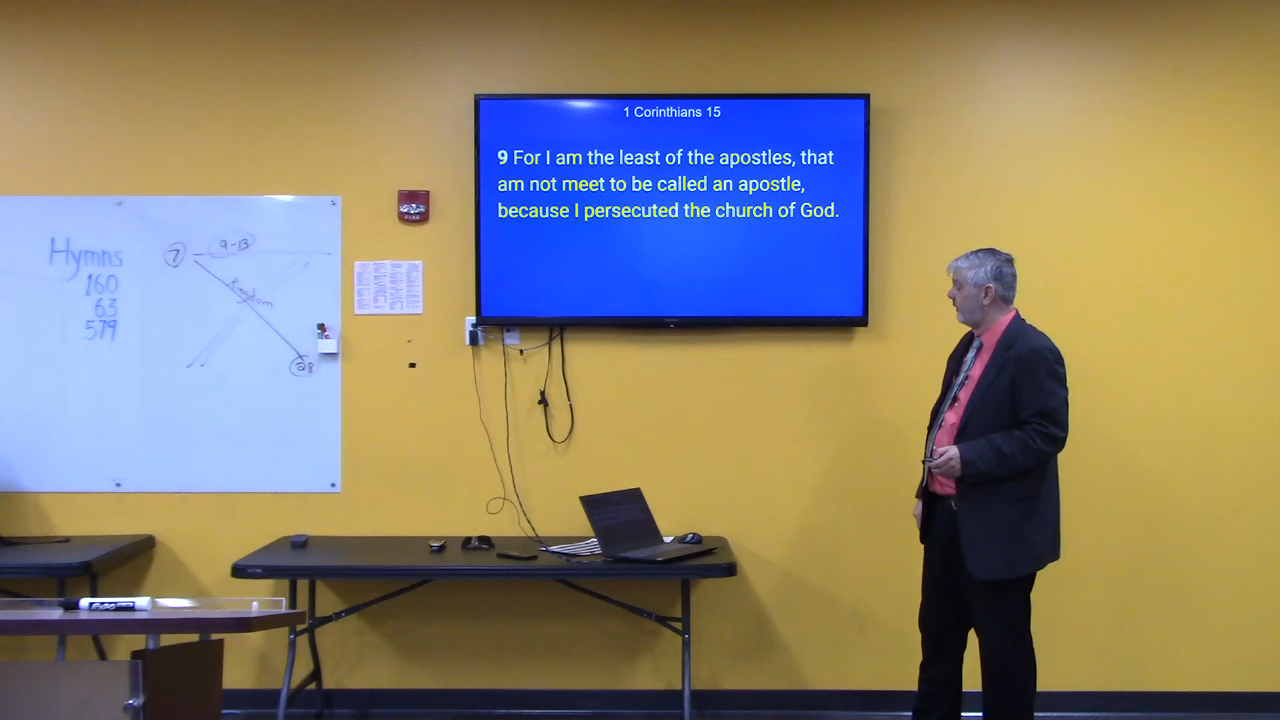 1 Corinthians 15
9 For I am the least of the apostles, that
am not meet to be called an apostle,
because I persecuted the church of God.
Hymns
160
63
579
7
9-13
Kingdom
28
FIRE
EXPO